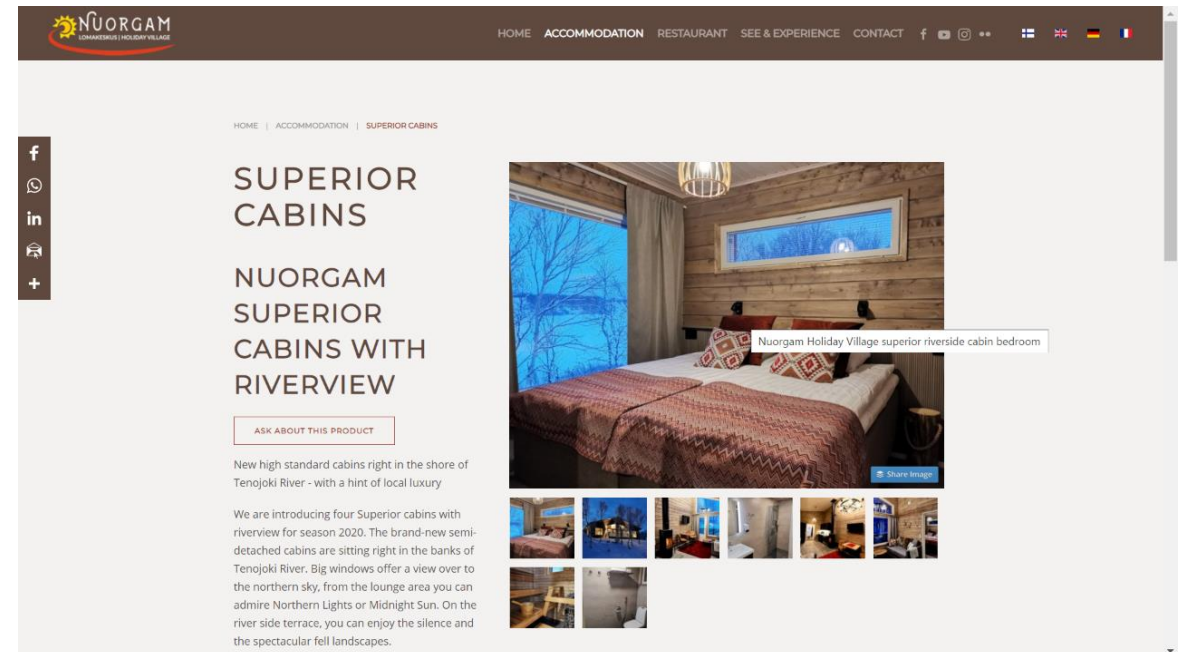 NUORGAM
LOMAKESKUS | HOLIDAY VILLAGE
HOME ACCOMMODATION RESTAURANT SEE & EXPERIENCE CONTACT
HOME | ACCOMMODATION | SUPERIOR CABINS
SUPERIOR
CABINS
NUORGAM
SUPERIOR
CABINS WITH
RIVERVIEW
ASK ABOUT THIS PRODUCT
New high standard cabins right in the shore of
Tenojoki River - with a hint of local luxury
We are introducing four Superior cabins with
riverview for season 2020. The brand-new semi-
detached cabins are sitting right in the banks of
Tenojoki River. Big windows offer a view over to
the northern sky, from the lounge area you can
admire Northern Lights or Midnight Sun. On the
river side terrace, you can enjoy the silence and
the spectacular fell landscapes.
Nuorgam Holiday Village superior riverside cabin bedroom
Share Image